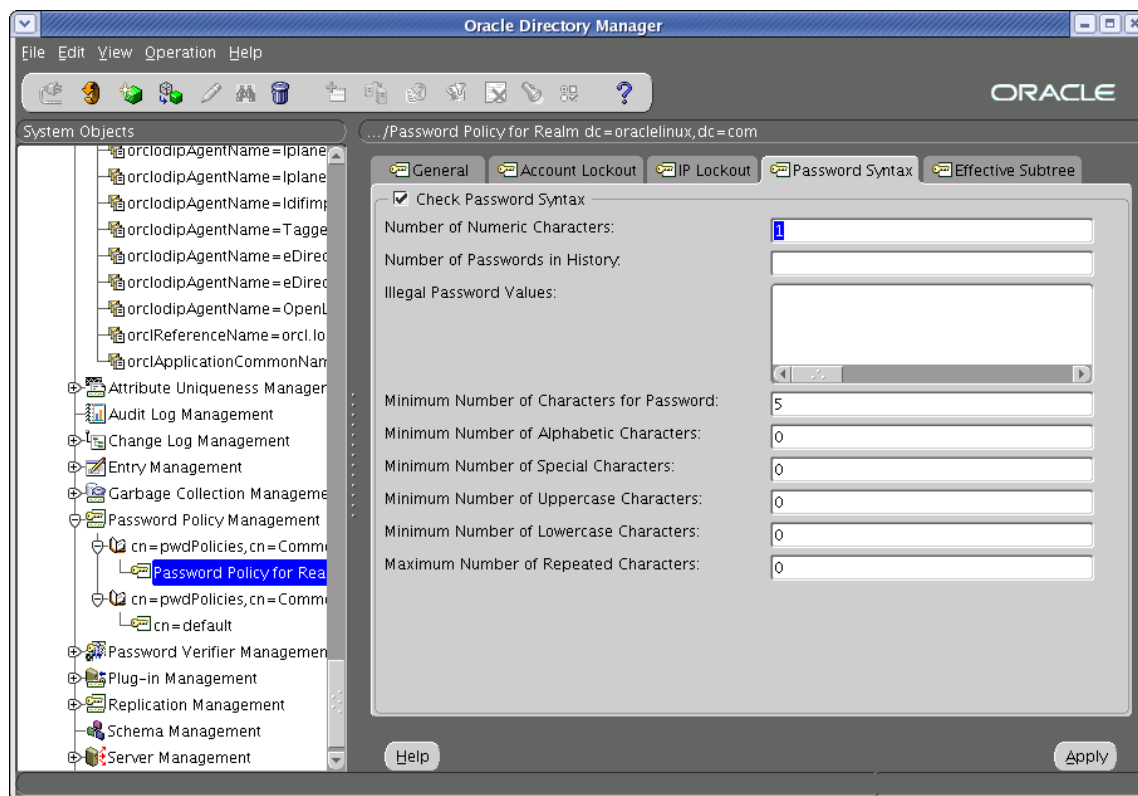 Oracle Directory Manager
File Edit View Operation Help
ORACLE
System Objects
orclodipAgentName=Iplane
orclodipAgentName=Iplane
orclodipAgentName=ldifimp
orclodipAgentName=Tagge
orclodipAgentName=eDirec
orclodipAgentName=eDirec
orclodipAgentName=OpenL
orclReferenceName=orcl.lo
orclApplicationCommonNam
Attribute Uniqueness Manager
Audit Log Management
Change Log Management
Entry Management
Garbage Collection Manageme
Password Policy Management
cn=pwdPolicies,cn=Commo
Password Policy for Rea
cn=pwdPolicies,cn=Commo
cn=default
Password Verifier Managemen
Plug-in Management
Replication Management
Schema Management
Server Management
.../Password Policy for Realm dc=oraclelinux,dc=com
General Account Lockout IP Lockout Password Syntax Effective Subtree
Check Password Syntax
Number of Numeric Characters: 1
Number of Passwords in History:
Illegal Password Values:
Minimum Number of Characters for Password: 5
Minimum Number of Alphabetic Characters: 0
Minimum Number of Special Characters: 0
Minimum Number of Uppercase Characters: 0
Minimum Number of Lowercase Characters: 0
Maximum Number of Repeated Characters: 0
Help Apply